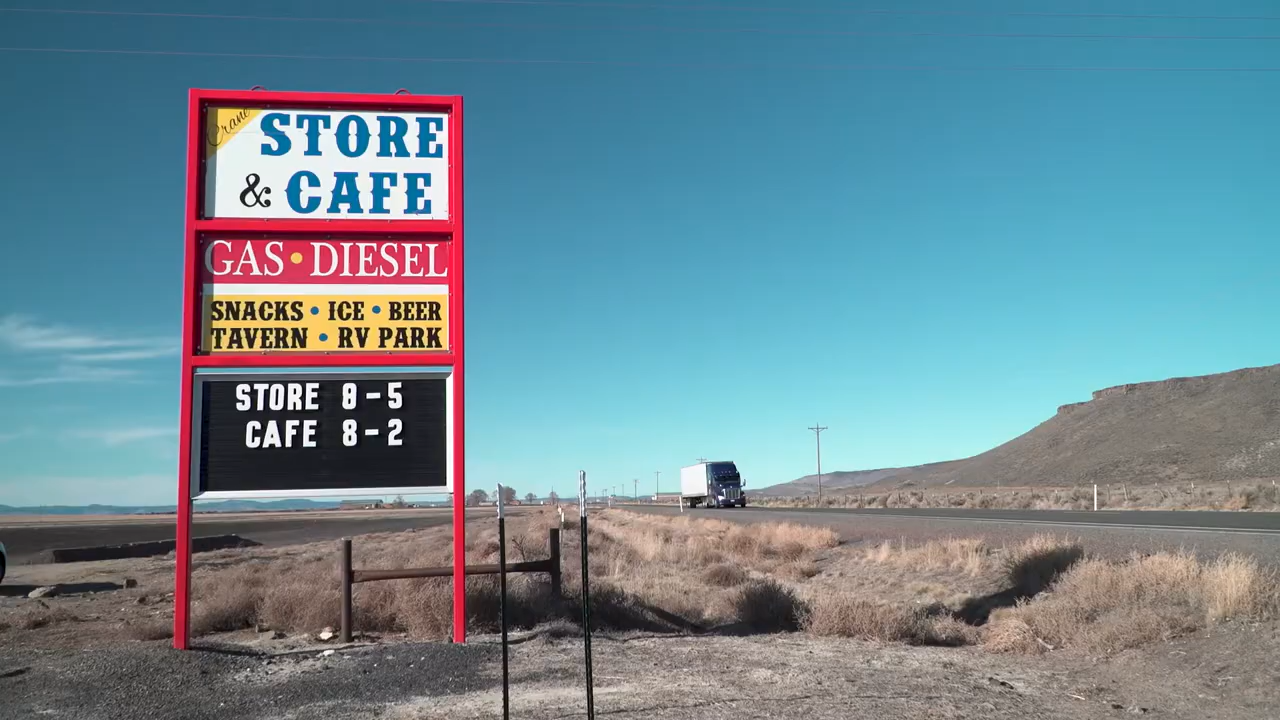 Crane
STORE
& CAFE
GAS • DIESEL
SNACKS • ICE • BEER
TAVERN • RV PARK
STORE 8-5
CAFE 8-2